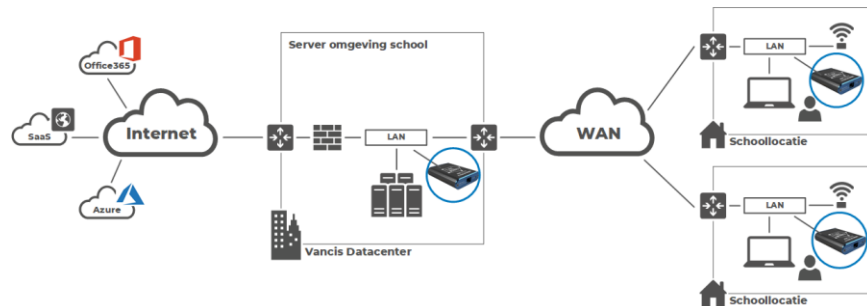 Office365
SaaS
Internet
Azure
Server omgeving school
LAN
Vancis Datacenter
WAN
LAN
Schoollocatie
LAN
Schoollocatie